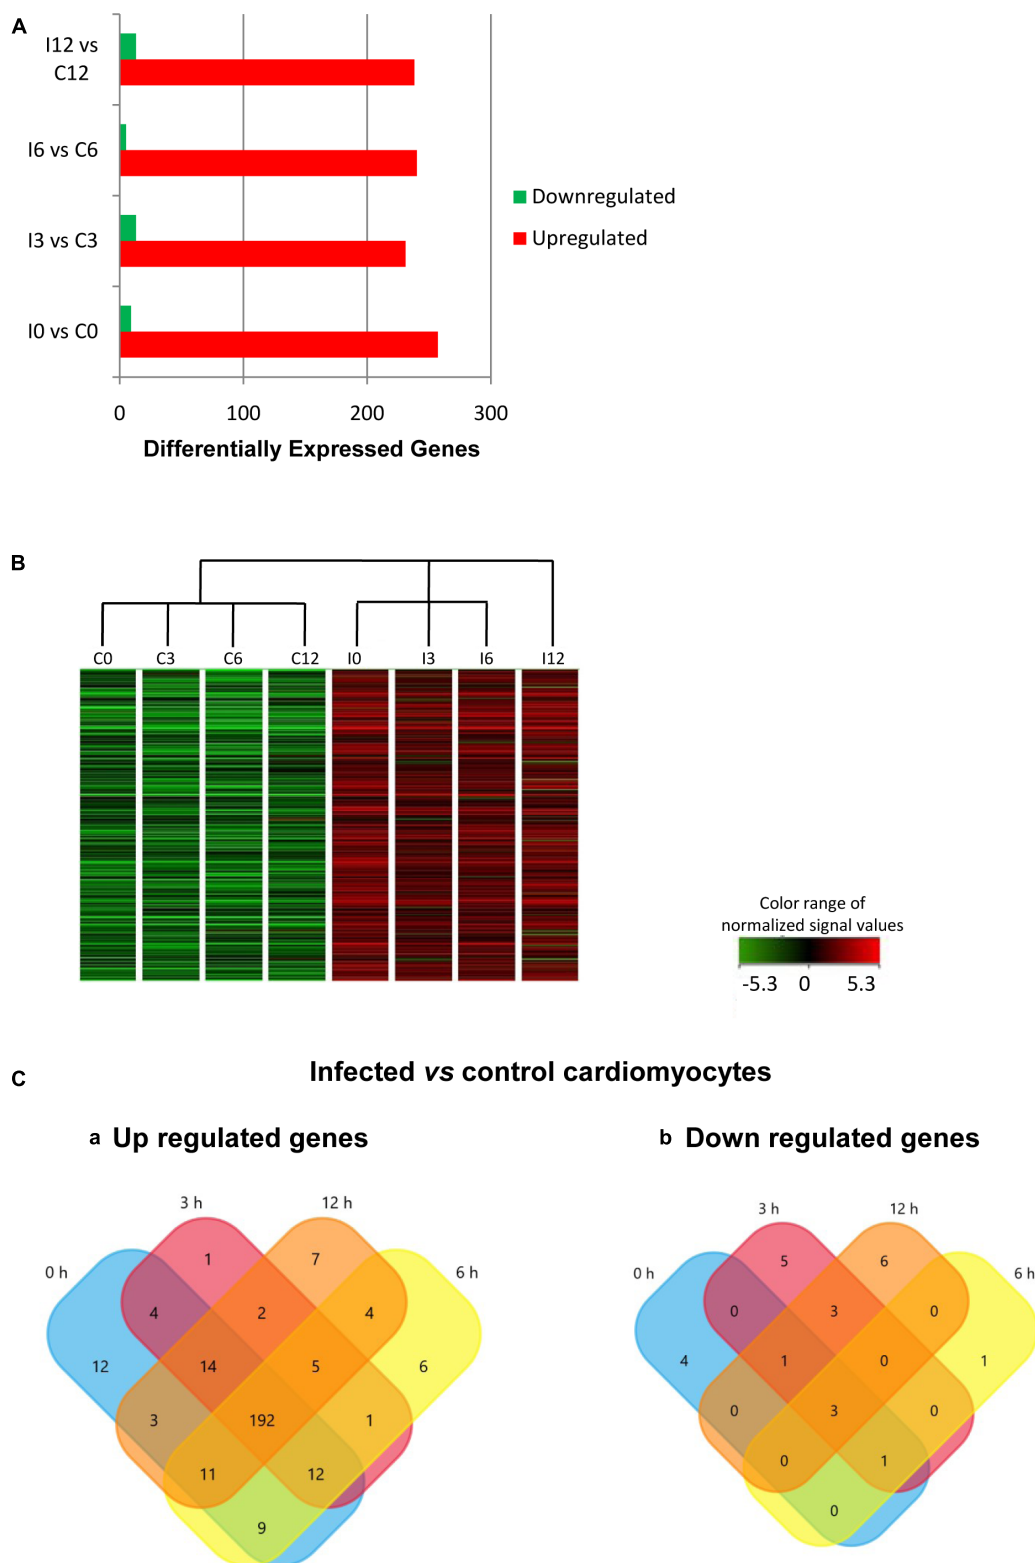 A
I12 vs
C12
I6 vs C6
I3 vs C3
I0 vs C0
Downregulated
Upregulated
0 100 200 300
Differentially Expressed Genes
B
C0 C3 C6 C12 I0 I3 I6 I12
Color range of
normalized signal values
-5.3 0 5.3
C
Infected vs control cardiomyocytes
a Up regulated genes
3 h 12 h
0 h 6 h
1 7
4 2 4
12 14 5 6
3 192 1
11 12
9
b Down regulated genes
3 h 12 h
0 h 6 h
5 6
0 3 0
4 1 0 1
0 3 0
0 1
0